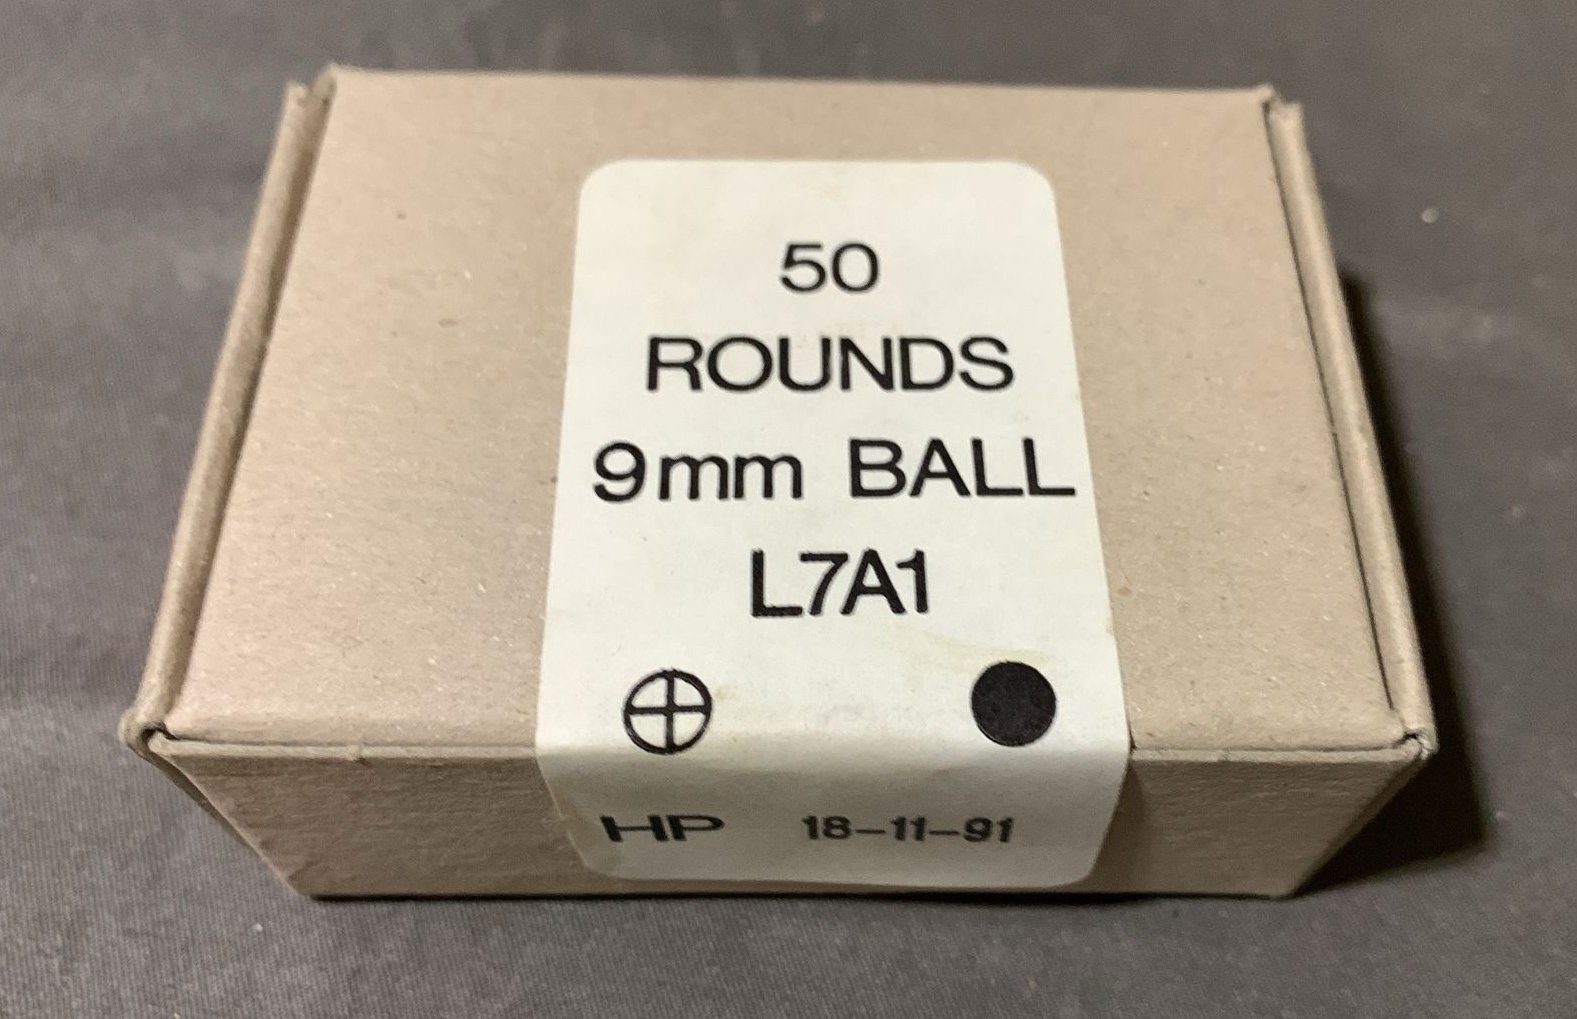 50
ROUNDS
9mm BALL
L7A1
HP 18-11-91